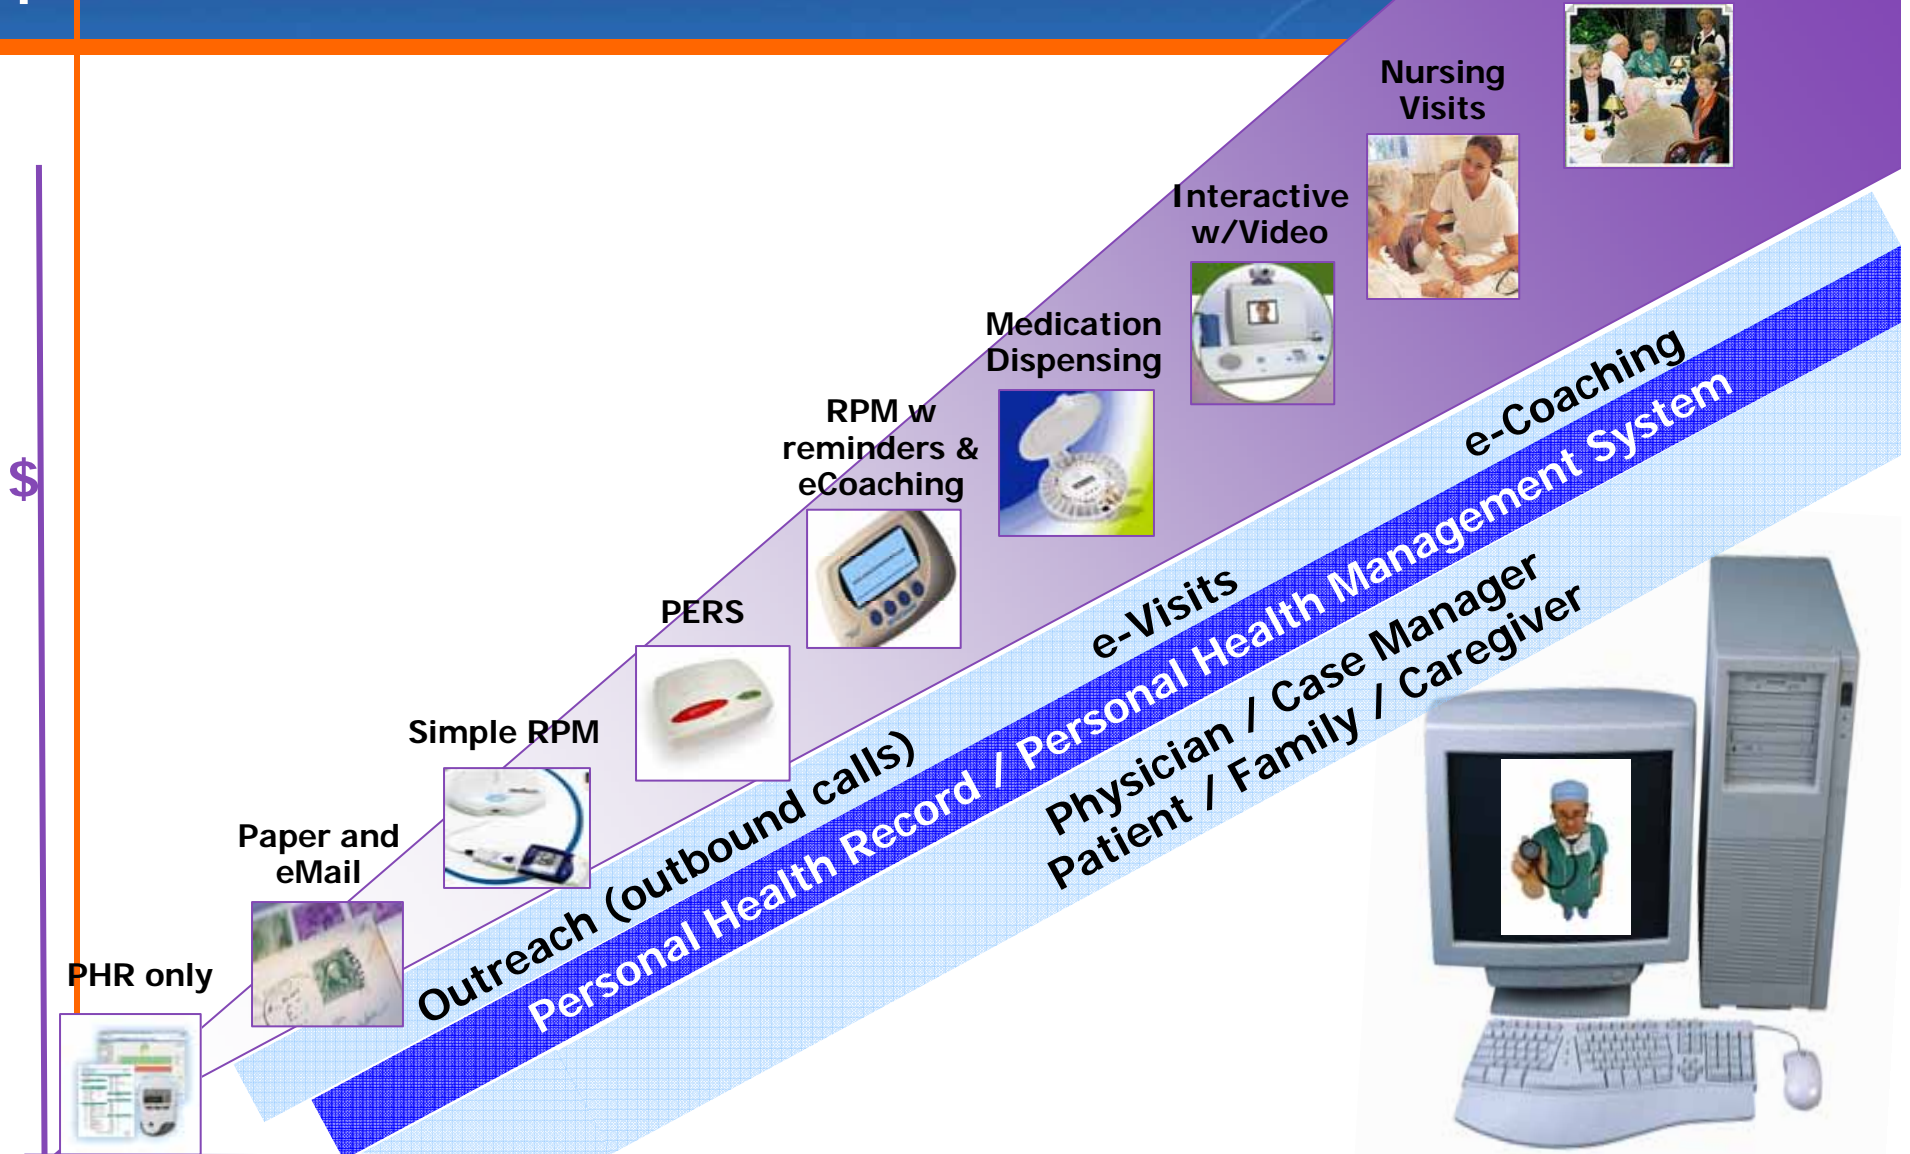 Nursing
Visits
Interactive
w/Video
Medication
Dispensing
RPM w
reminders &
eCoaching
$
PERS
Simple RPM
Paper and
eMail
PHR only
Outreach (outbound calls)
e-Visits
e-Coaching
Personal Health Record / Personal Health Management System
Physician / Case Manager
Patient / Family / Caregiver